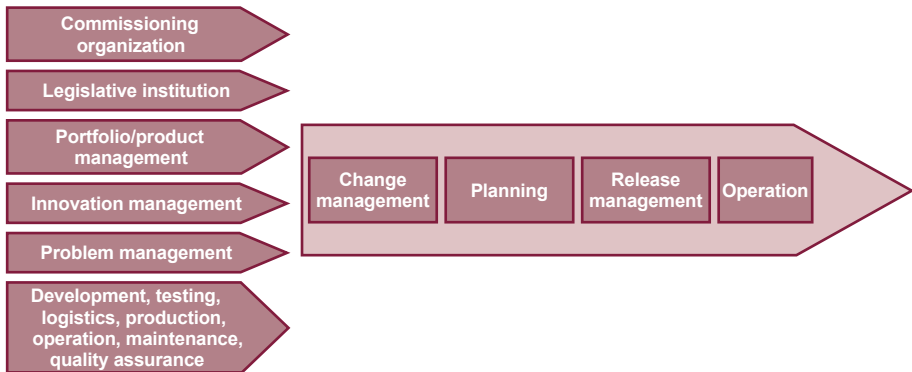 Commissioning
organization
Legislative institution
Portfolio/product
management
Innovation management
Problem management
Development, testing,
logistics, production,
operation, maintenance,
quality assurance
Change
management
Planning
Release
management
Operation